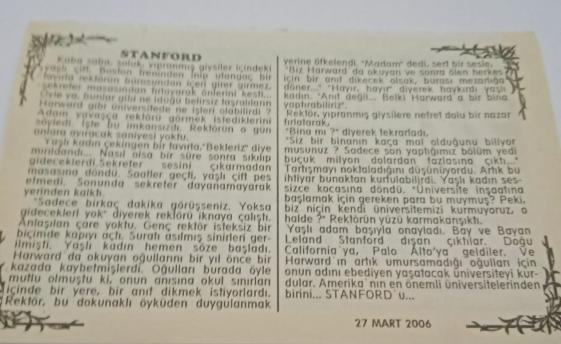 STANFORD
Kaba saba, soluk, yıpranmış giysiler içindeki
yaşlı çift, Boston treninden inip utangaç bir
tavırla rektörün bürosundan içeri girer girmez,
sekreter masasından fırlayarak önlerini kesti...
Öyle ya, bunlar gibi ne iduğu belirsiz taşralıların
Harward gibi üniversitede ne işleri olabilirdi ?
Adam yavaşça rektörü görmek istediklerini
söyledi. İşte bu imkansızdı. Rektörün o gün
onlara ayıracak saniyesi yoktu.
Yaşlı kadın çekingen bir tavırla,"Bekleriz" diye
mırıldandı... Nasıl olsa bir süre sonra sıkılıp
gideceklerdi.Sekreter sesini çıkarmadan
masasına döndü. Saatler geçti, yaşlı çift pes
etmedi. Sonunda sekreter dayanamayarak
yerinden kalktı.
"Sadece birkaç dakika görüşseniz. Yoksa
gidecekleri yok" diyerek rektörü iknaya çalıştı.
Anlaşılan çare yoktu. Genç rektör isteksiz bir
biçimde kapıyı açtı. Suratı asılmış sinirleri ger-
ilmişti. Yaşlı kadın hemen söze başladı.
Harward'da okuyan oğullarını bir yıl önce bir
kazada kaybetmişlerdi. Oğulları burada öyle
mutlu olmuştu ki, onun anısına okul sınırları
içinde bir yere, bir anıt dikmek istiyorlardı.
Rektör, bu dokunaklı öyküden duygulanmak
yerine öfkelendi. "Madam" dedi, sert bir sesle,
"Biz Harward da okuyan ve sonra ölen herkes
için bir anıt dikecek olsak, burası mezarlığa
döner..." "Hayır, hayır" diyerek haykırdı yaşlı
kadın. "Anıt değil... Belki Harward a bir bina
yaptırabiliriz".
Rektör, yıpranmış giysilere nefret dolu bir nazar
fırlatarak,
"Bina mı ?" diyerek tekrarladı,
"Siz bir binanın kaça mal olduğunu biliyor
musunuz ? Sadece son yaptığımız bölüm yedi
buçuk milyon dolardan fazlasına çıktı..."
Tartışmayı noktaladığını düşünüyordu. Artık bu
ihtiyar bunaktan kurtulabilirdi. Yaşlı kadın ses-
sizce kocasına döndü. "Üniversite inşaatına
başlamak için gereken para bu muymuş? Peki,
biz niçin kendi üniversitemizi kurmuyoruz, o
halde ?" Rektörün yüzü karmakarışıktı.
Yaşlı adam başıyla onayladı. Bay ve Bayan
Leland Stanford dışarı çıktılar. Doğu
California'ya, Palo Alto'ya geldiler. Ve
Harward'ın artık umursamadığı oğulları için
onun adını ebediyen yaşatacak üniversiteyi kur-
dular. Amerika'nın en önemli üniversitelerinden
birini... STANFORD'u...
27 MART 2006